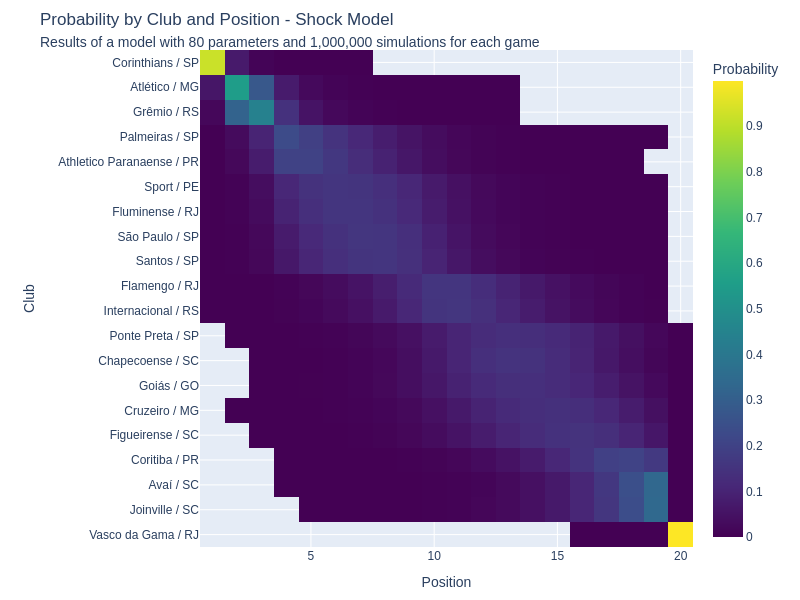 Probability by Club and Position - Shock Model
Results of a model with 80 parameters and 1,000,000 simulations for each game
Probability
Corinthians / SP
Atlético / MG
Grêmio / RS
Palmeiras / SP
Athletico Paranaense / PR
Sport / PE
Fluminense / RJ
São Paulo / SP
Santos / SP
Flamengo / RJ
Internacional / RS
Ponte Preta / SP
Chapecoense / SC
Goiás / GO
Cruzeiro / MG
Figueirense / SC
Coritiba / PR
Avaí / SC
Joinville / SC
Vasco da Gama / RJ
Club
0.9
0.8
0.7
0.6
0.5
0.4
0.3
0.2
0.1
0
5
10
15
20
Position